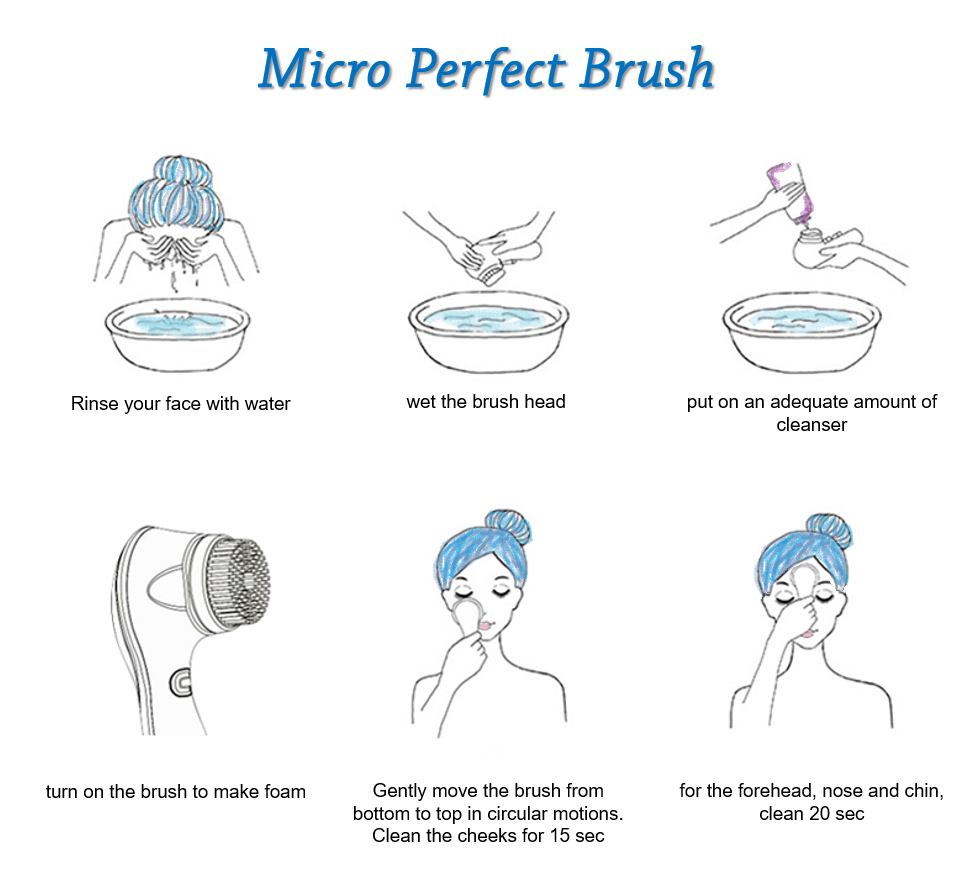 Micro Perfect Brush
Rinse your face with water
wet the brush head
put on an adequate amount of
cleanser
turn on the brush to make foam
Gently move the brush from
bottom to top in circular motions.
Clean the cheeks for 15 sec
for the forehead, nose and chin,
clean 20 sec